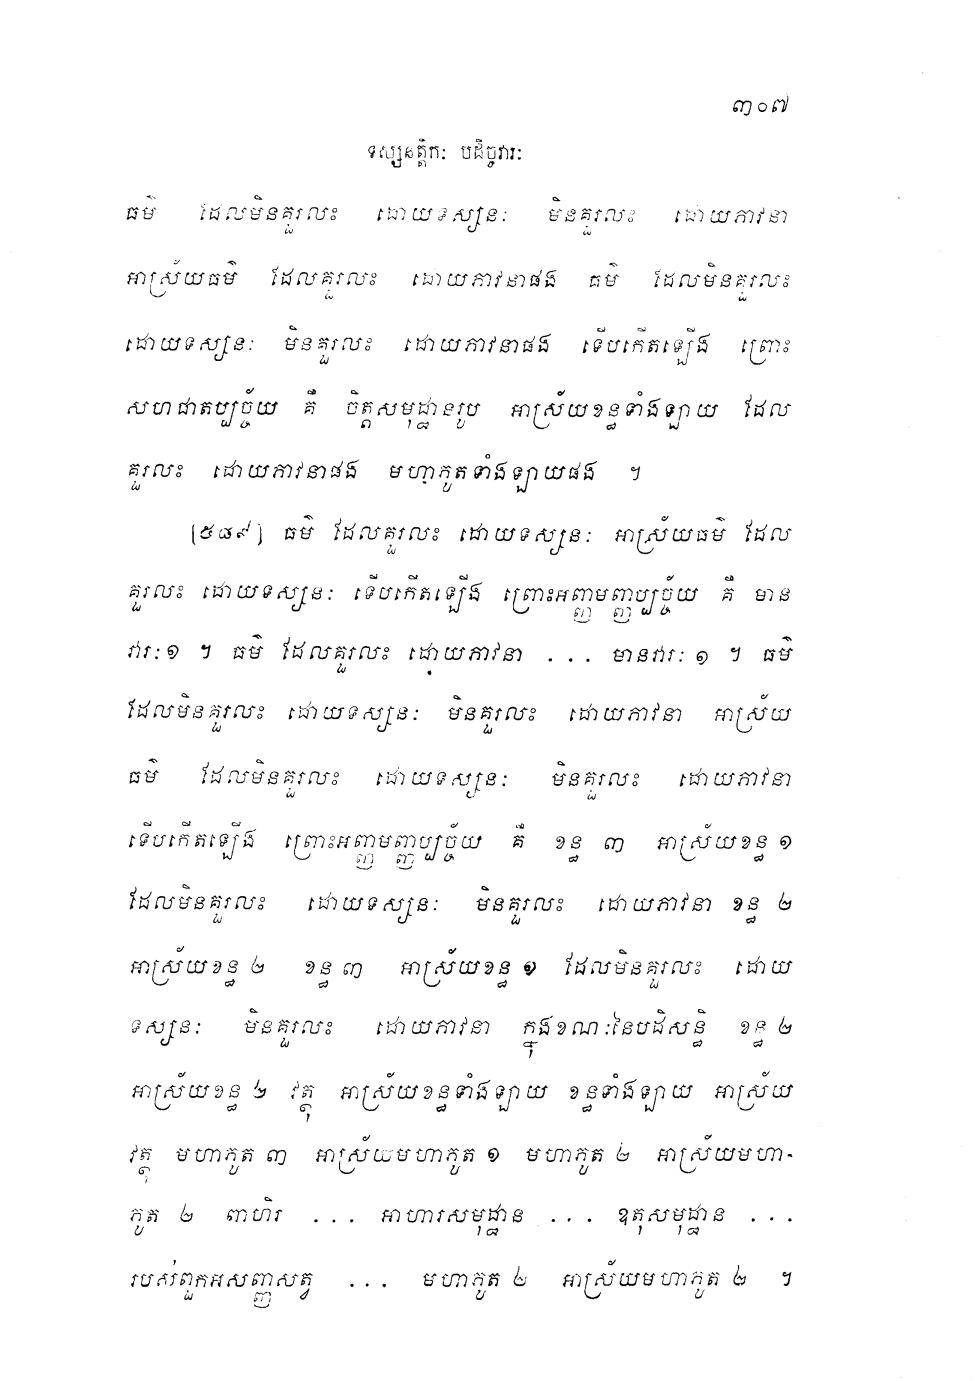 ៣០៧
ទស្សនត្តិកៈ បដិច្ចវារៈ
ធម៌ ដែលមិនគួរលះ ដោយទស្សនៈ មិនគួរលះ ដោយភាវនា
អាស្រ័យធម៌ ដែលគួរលះ ដោយភាវនាផង ធម៌ ដែលមិនគួរលះ
ដោយទស្សនៈ មិនគួរលះ ដោយភាវនាផង ទើបកើតឡើង ព្រោះ
សហជាតប្បច្ច័យ គឺ ចិត្តសមុដ្ឋានរូប អាស្រ័យខន្ធទាំងឡាយ ដែល
គួរលះ ដោយភាវនាផង មហាភូតទាំងឡាយផង ។
[៥៨៩] ធម៌ ដែលគួរលះ ដោយទស្សនៈ អាស្រ័យធម៌ ដែល
គួរលះ ដោយទស្សនៈ ទើបកើតឡើង ព្រោះអញ្ញមញ្ញប្បច្ច័យ គឺ មាន
វារៈ ១ ។ ធម៌ ដែលគួរលះ ដោយភាវនា ... មានវារៈ ១ ។ ធម៌
ដែលមិនគួរលះ ដោយទស្សនៈ មិនគួរលះ ដោយភាវនា អាស្រ័យ
ធម៌ ដែលមិនគួរលះ ដោយទស្សនៈ មិនគួរលះ ដោយភាវនា
ទើបកើតឡើង ព្រោះអញ្ញមញ្ញប្បច្ច័យ គឺ ខន្ធ ៣ អាស្រ័យខន្ធ ១
ដែលមិនគួរលះ ដោយទស្សនៈ មិនគួរលះ ដោយភាវនា ខន្ធ ២
អាស្រ័យខន្ធ ២ ខន្ធ ៣ អាស្រ័យខន្ធ ១ ដែលមិនគួរលះ ដោយ
ទស្សនៈ មិនគួរលះ ដោយភាវនា ក្នុងខណៈនៃបដិសន្ធិ ខន្ធ ២
អាស្រ័យខន្ធ ២ វត្ថុ អាស្រ័យខន្ធទាំងឡាយ ខន្ធទាំងឡាយ អាស្រ័យ
វត្ថុ មហាភូត ៣ អាស្រ័យមហាភូត ១ មហាភូត ២ អាស្រ័យមហា-
ភូត ២ ពាហិរ ... អាហារសមុដ្ឋាន ... ឧតុសមុដ្ឋាន ...
របស់ពួកអសញ្ញសត្វ ... មហាភូត ២ អាស្រ័យមហាភូត ២ ។